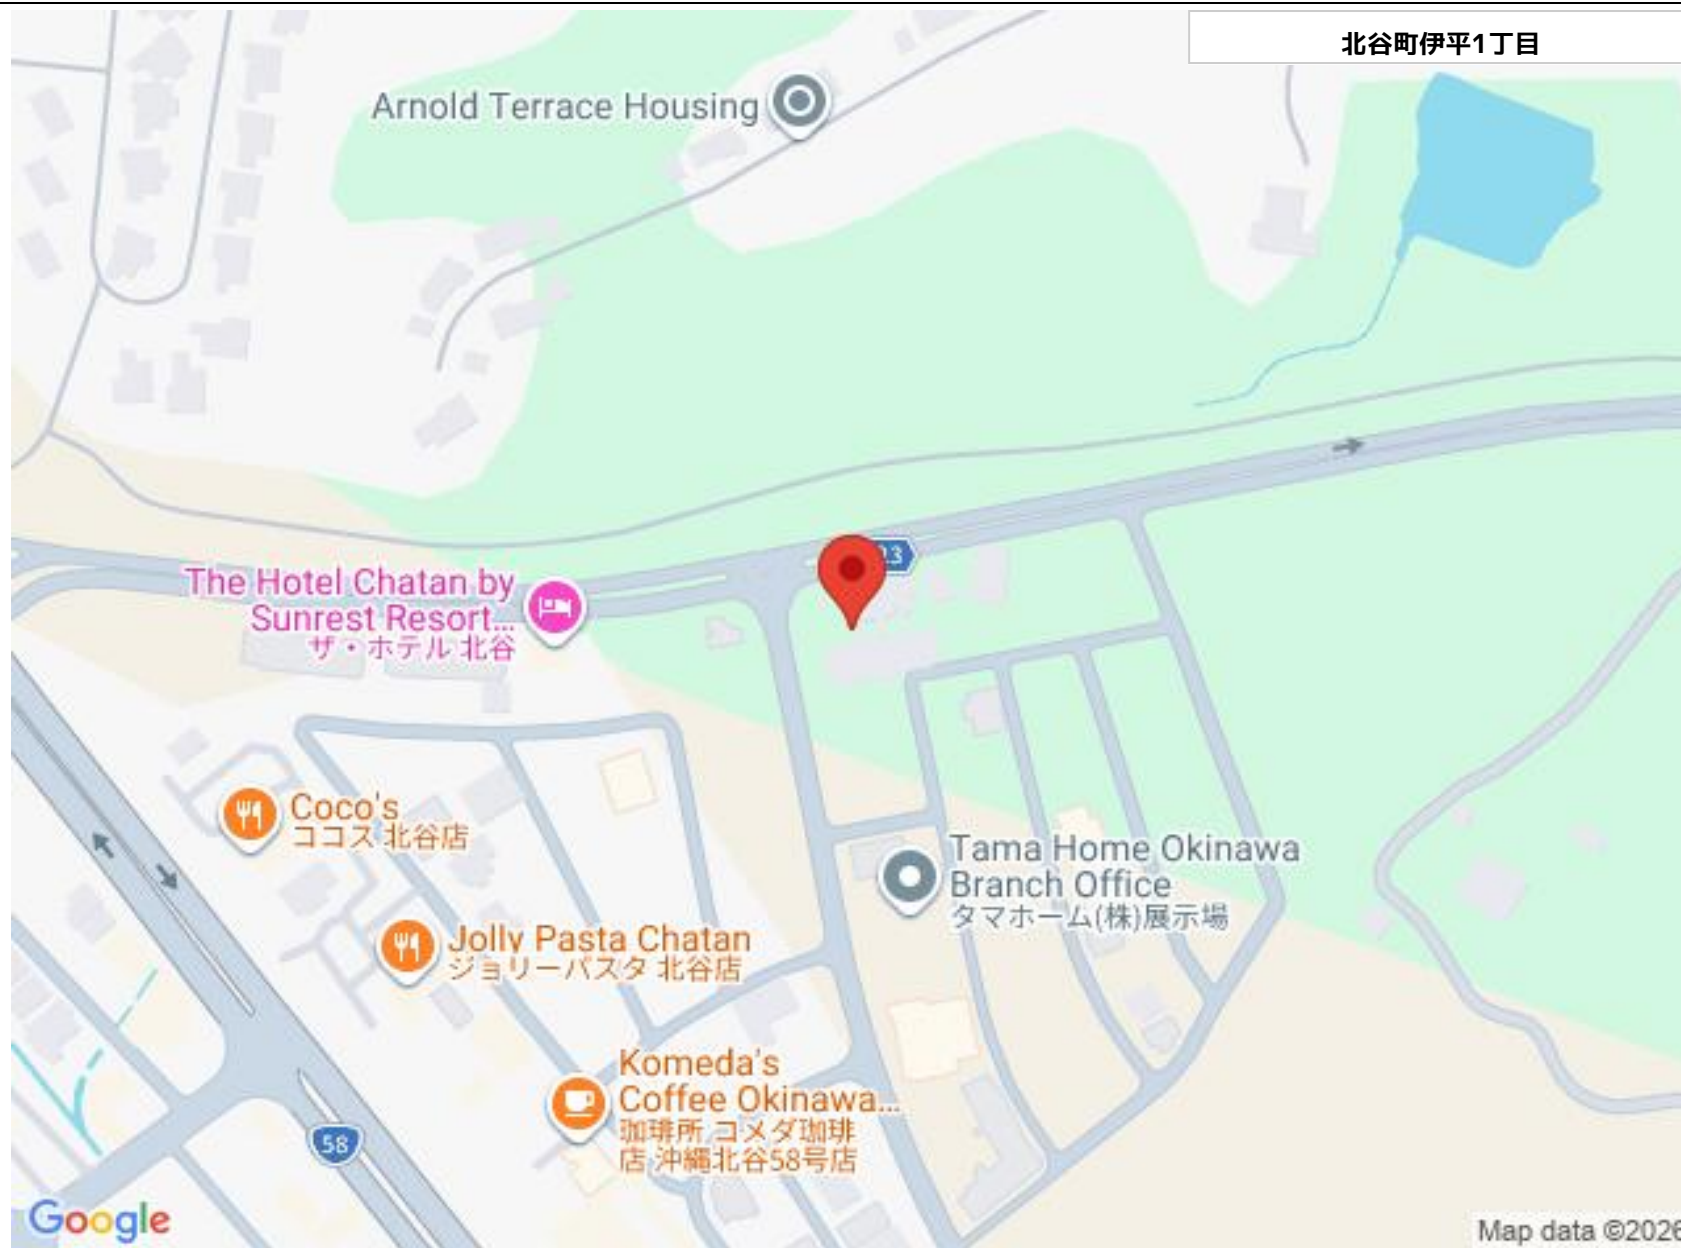 北谷町伊平1丁目
Arnold Terrace Housing
23
The Hotel Chatan by
Sunrest Resort...
ザ・ホテル 北谷
Coco's
ココス 北谷店
Tama Home Okinawa
Branch Office
タマホーム(株)展示場
Jolly Pasta Chatan
ジョリーパスタ 北谷店
Komeda's
Coffee Okinawa...
珈琲所 コメダ珈琲
店 沖縄北谷58号店
58
Google
Map data ©2026